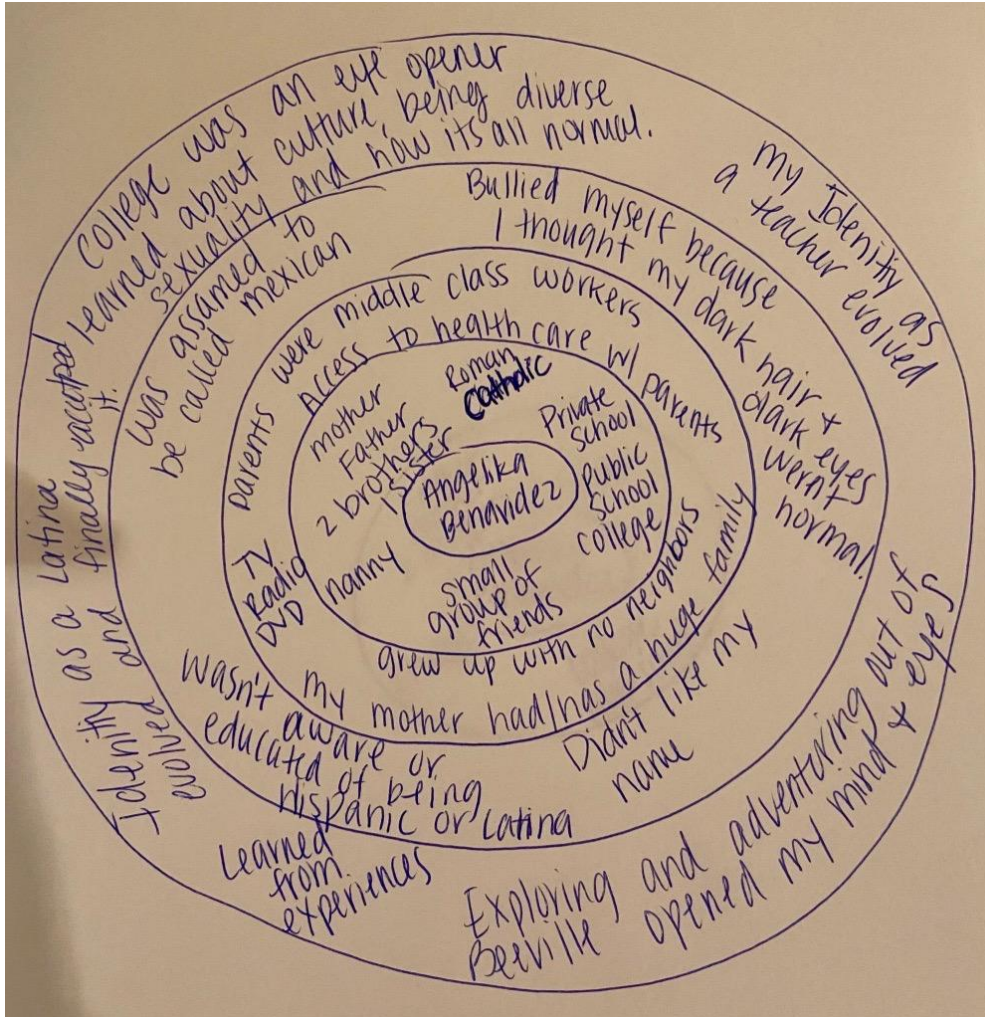 Angelika
Benavidez
mother
Father
2 brothers
1 sister
Roman
Catholic
Private
School
public
school
college
small
group of
friends
nanny
parents were middle class workers
Access to health care w/ parents
grew up with no neighbors
my mother had/has a huge family
TV
Radio
DVD
was assamed to
be called mexican
Bullied myself because
I thought my dark hair +
dark eyes
wern't
normal.
Didn't like my
name
wasn't aware or
educated of being
Hispanic or Latina
college was an eye opener
Learned about culture, being diverse
sexuality and how its all normal.
my Idenity as
a teacher evolved
Exploring and adventuring out of
Beeville opened my mind + eyes
Learned
from
experiences
Idenity as a Latina
evolved and finally accepted
it.